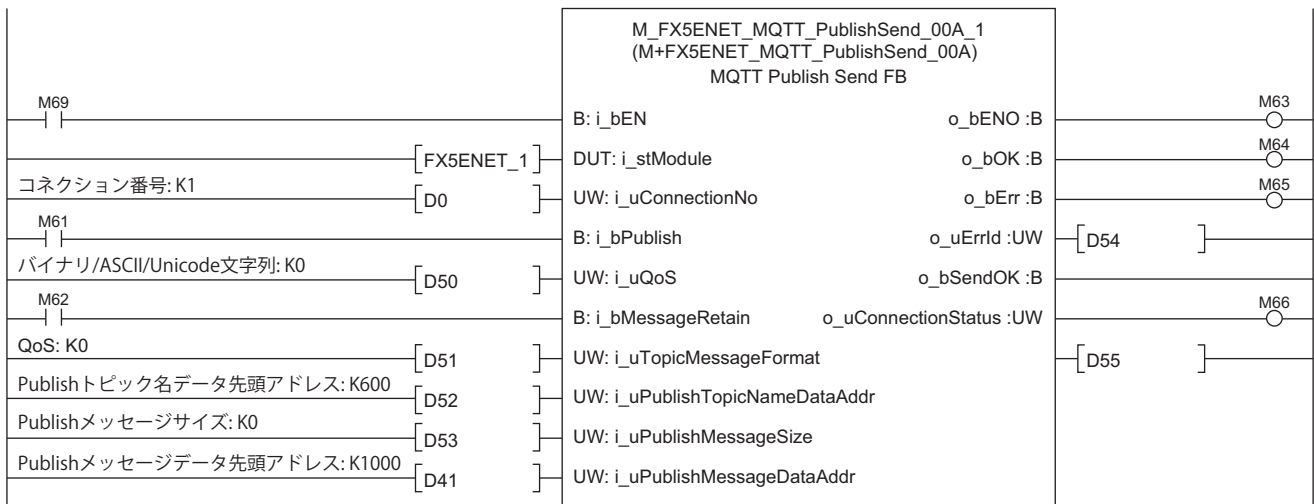 M_FX5ENET_MQTT_PublishSend_00A_1
(M+FX5ENET_MQTT_PublishSend_00A)
MQTT Publish Send FB
M69
B: i_bEN
o_bENO :B
M63
FX5ENET_1
DUT: i_stModule
o_bOK :B
M64
コネクション番号: K1
D0
UW: i_uConnectionNo
o_bErr :B
M65
M61
B: i_bPublish
o_uErrId :UW
D54
バイナリ/ASCII/Unicode文字列: K0
D50
UW: i_uQoS
o_bSendOK :B
M62
B: i_bMessageRetain
o_uConnectionStatus :UW
M66
QoS: K0
D51
UW: i_uTopicMessageFormat
D55
Publishトピック名データ先頭アドレス: K600
D52
UW: i_uPublishTopicNameDataAddr
Publishメッセージサイズ: K0
D53
UW: i_uPublishMessageSize
Publishメッセージデータ先頭アドレス: K1000
D41
UW: i_uPublishMessageDataAddr